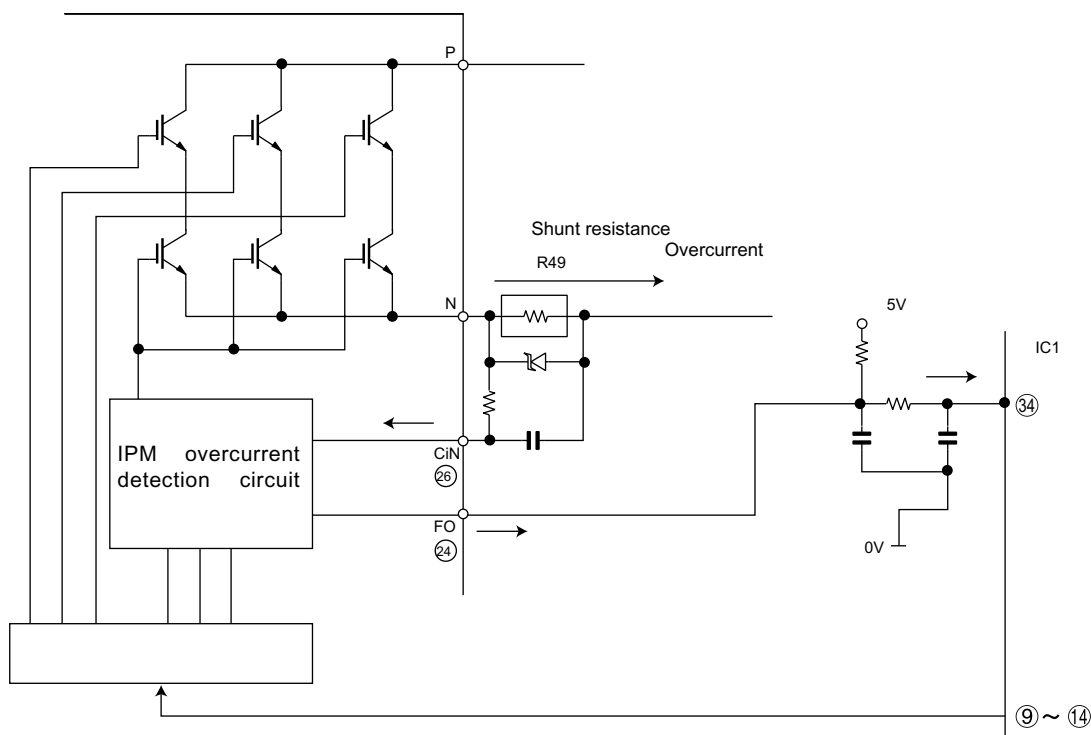 P
Shunt resistance
Overcurrent
R49
N
5V
IC1
34
IPM overcurrent
detection circuit
CiN
26
FO
24
0V
9～14